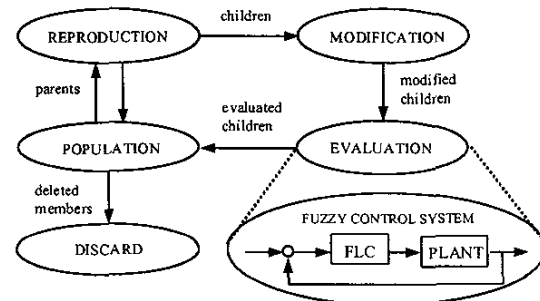 REPRODUCTION
children
MODIFICATION
parents
modified
children
evaluated
children
POPULATION
EVALUATION
deleted
members
DISCARD
FUZZY CONTROL SYSTEM
FLC
PLANT